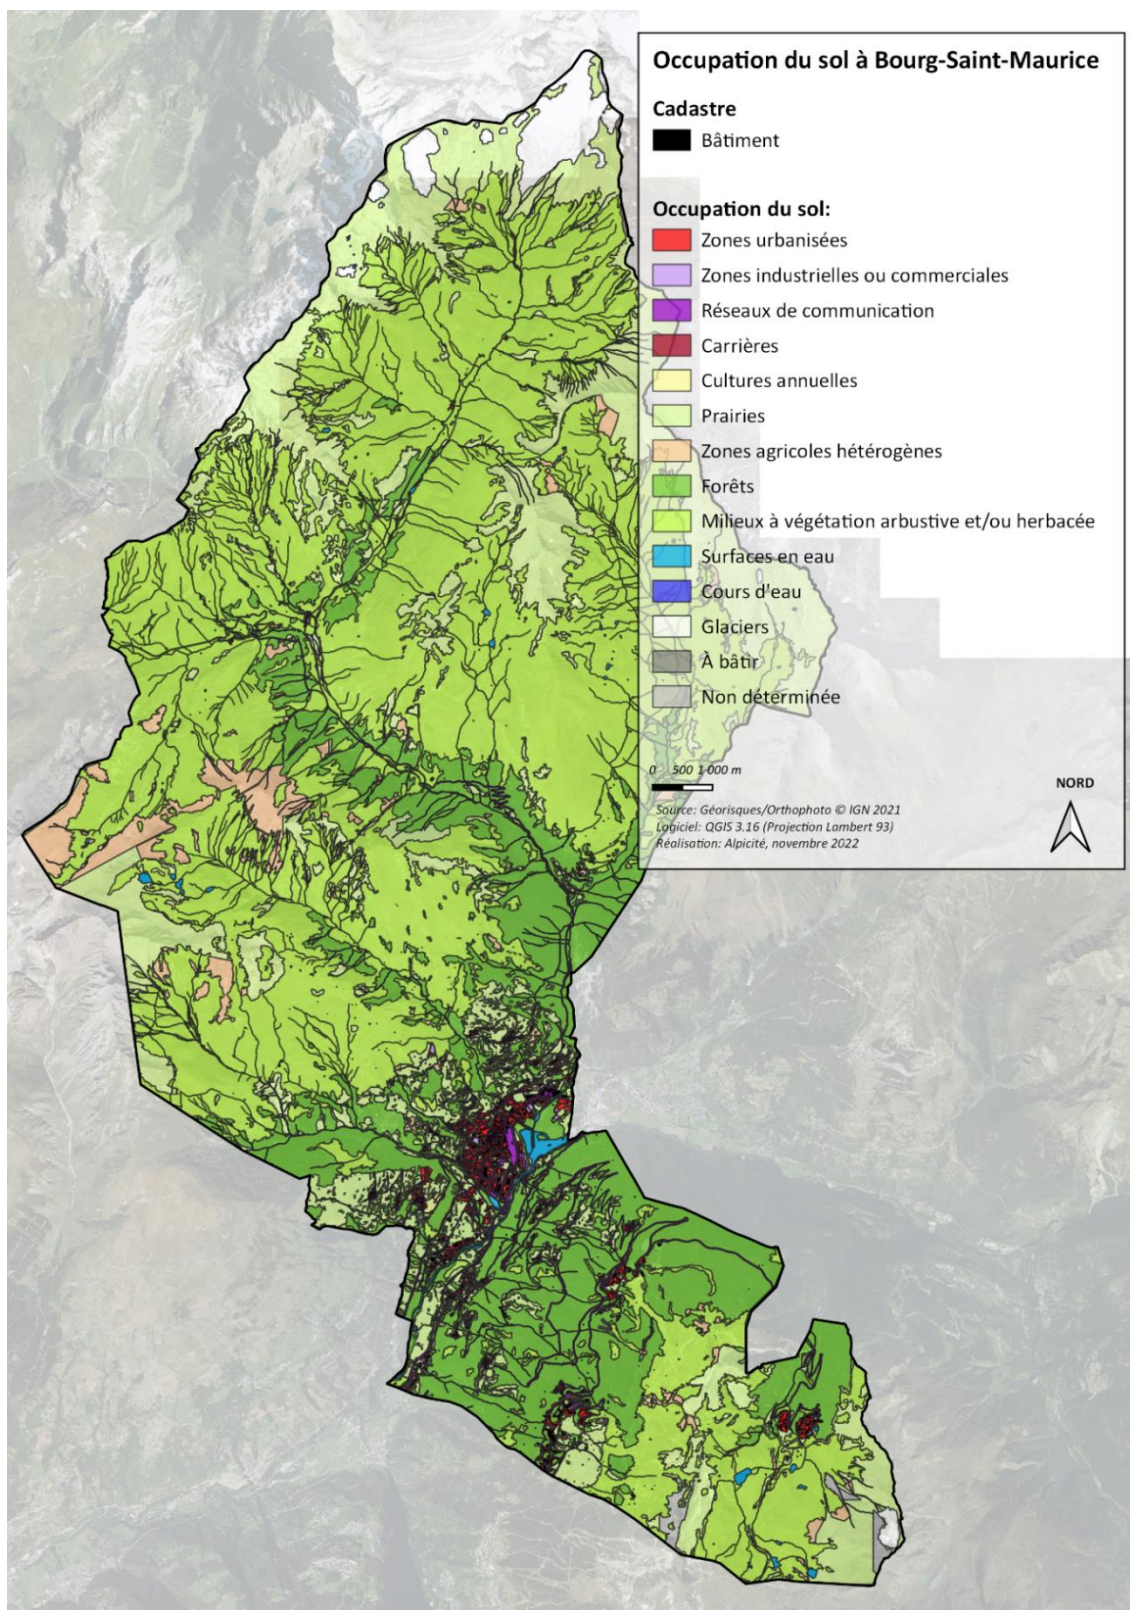 Occupation du sol à Bourg-Saint-Maurice
Cadastre
Bâtiment
Occupation du sol:
Zones urbanisées
Zones industrielles ou commerciales
Réseaux de communication
Carrières
Cultures annuelles
Prairies
Zones agricoles hétérogènes
Forêts
Milieux à végétation arbustive et/ou herbacée
Surfaces en eau
Cours d'eau
Glaciers
À bâtir
Non déterminée
0 500 1 000 m
NORD
Source: Géorisques/Orthophoto © IGN 2021
Logiciel: QGIS 3.16 (Projection Lambert 93)
Réalisation: Alpicité, novembre 2022